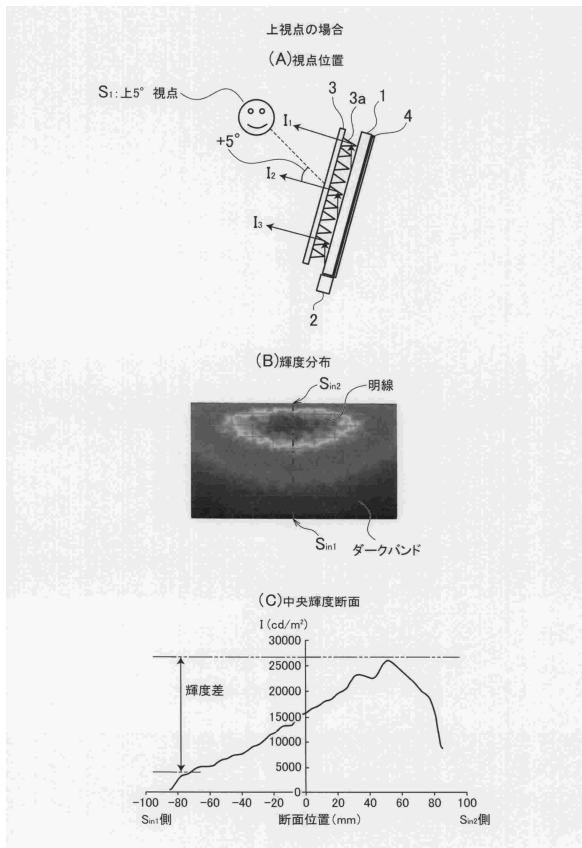 上視点の場合
(A)視点位置
S1:上5°視点
+5°
I1
I2
I3
3
3a
1
4
2
(B)輝度分布
Sin2
明線
Sin1
ダークバンド
(C)中央輝度断面
I (cd/m²)
30000
25000
20000
15000
10000
5000
0
輝度差
-100 -80 -60 -40 -20 0 20 40 60 80 100
Sin1側 断面位置(mm) Sin2側